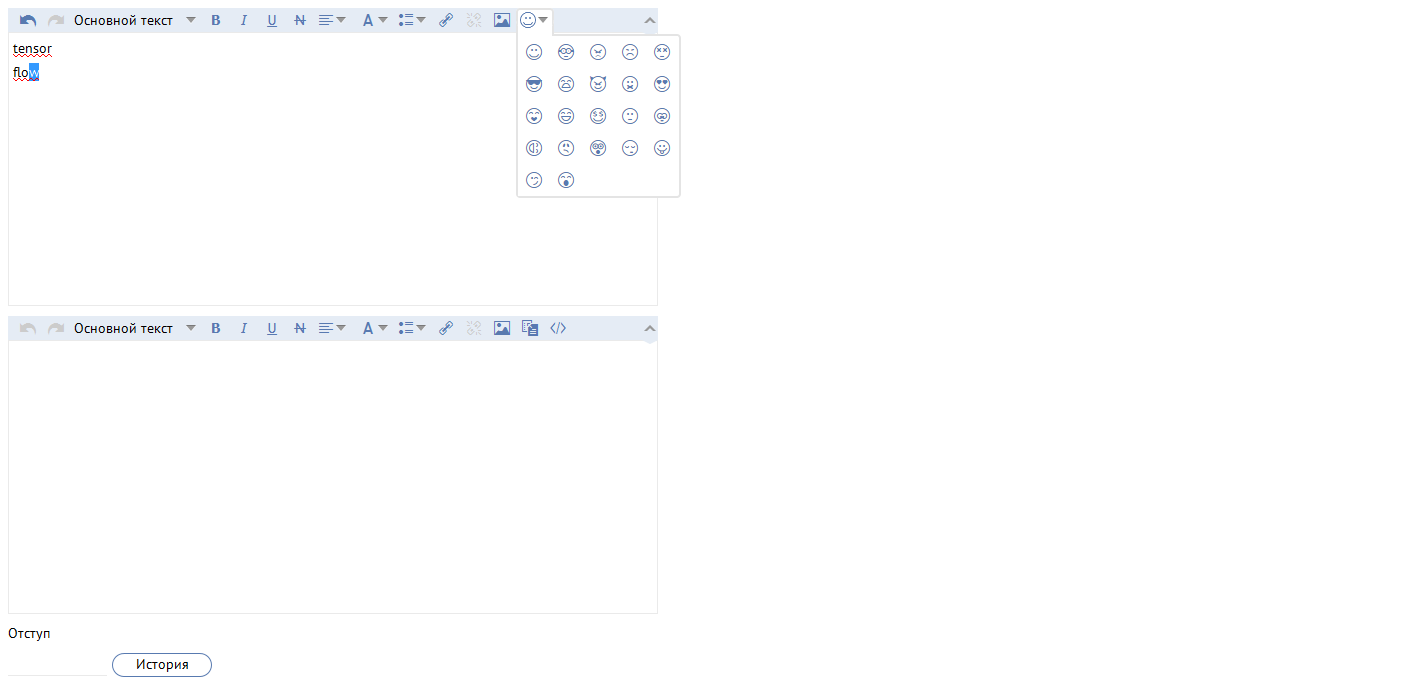 Основной текст B I U N A
tensor
flow
Основной текст B I U N A </>
Отступ
История